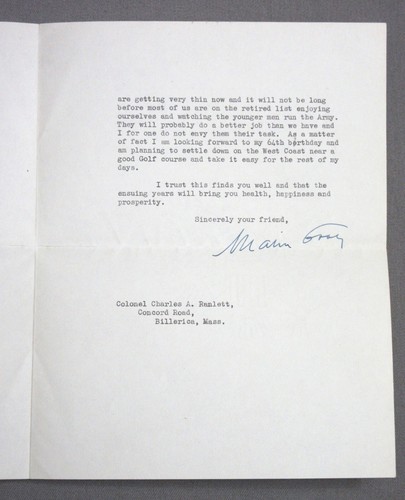 are getting very thin now and it will not be long
before most of us are on the retired list enjoying
ourselves and watching the younger men run the Army.
They will probably do a better job than we have and
I for one do not envy them their task. As a matter
of fact I am looking forward to my 64th birthday and
am planning to settle down on the West Coast near a
good Golf course and take it easy for the rest of my
days.
I trust this finds you well and that the
ensuing years will bring you health, happiness and
prosperity.
Sincerely your friend,
Malin Craig
Colonel Charles A. Ranlett,
Concord Road,
Billerica, Mass.